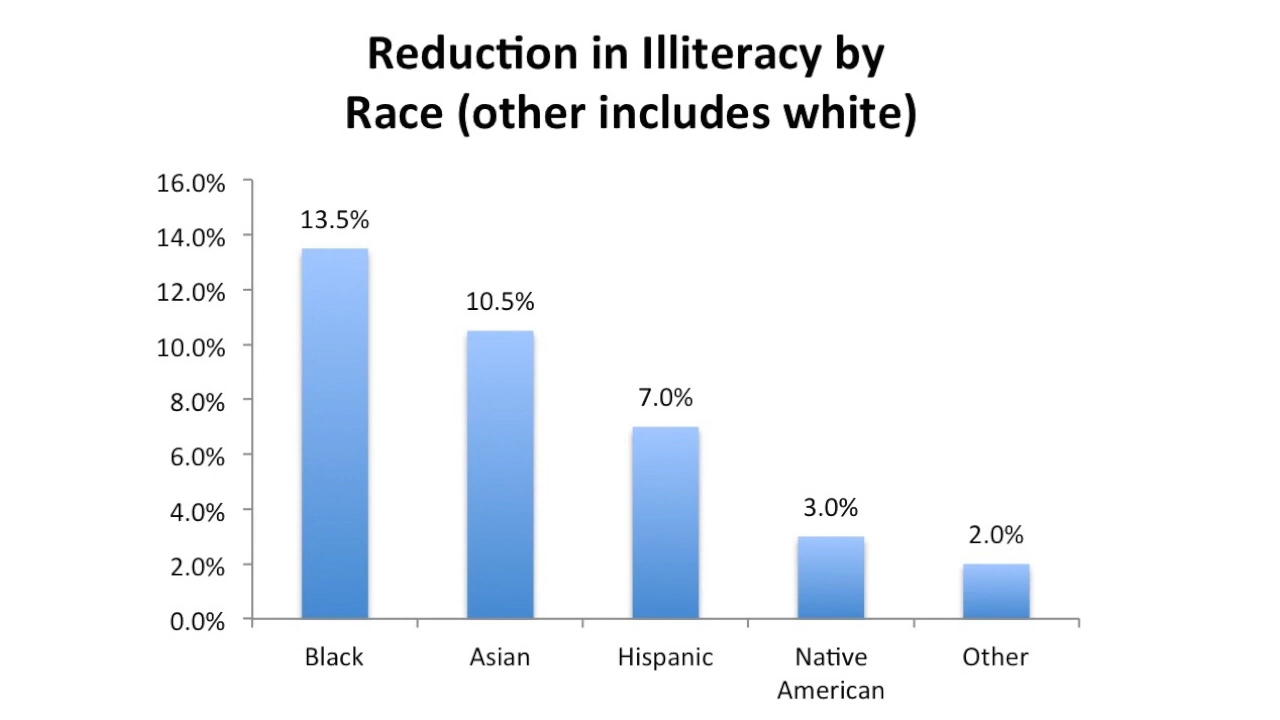 Reduction in Illiteracy by
Race (other includes white)
16.0%
14.0%
12.0%
10.0%
8.0%
6.0%
4.0%
2.0%
0.0%
13.5%
10.5%
7.0%
3.0%
2.0%
Black
Asian
Hispanic
Native
American
Other